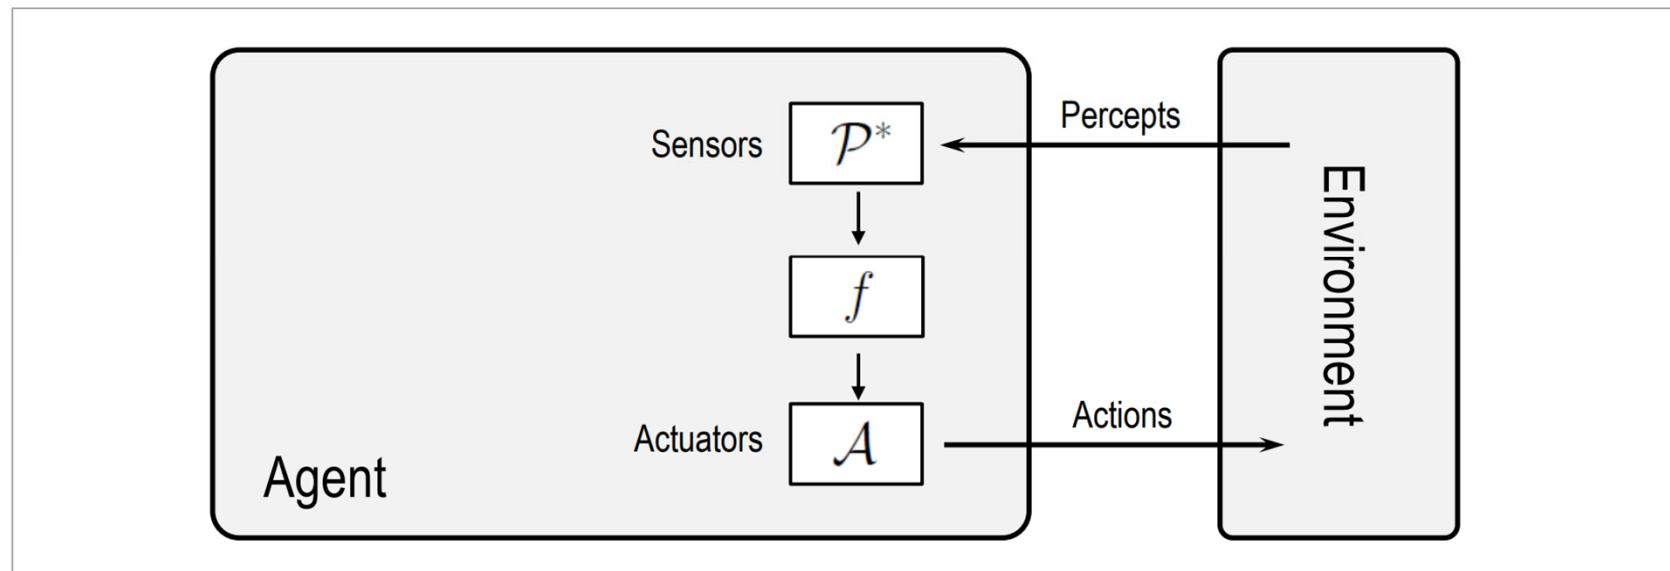 Percepts
Sensors
𝒫*
f
Environment
Actions
Actuators
𝒜
Agent